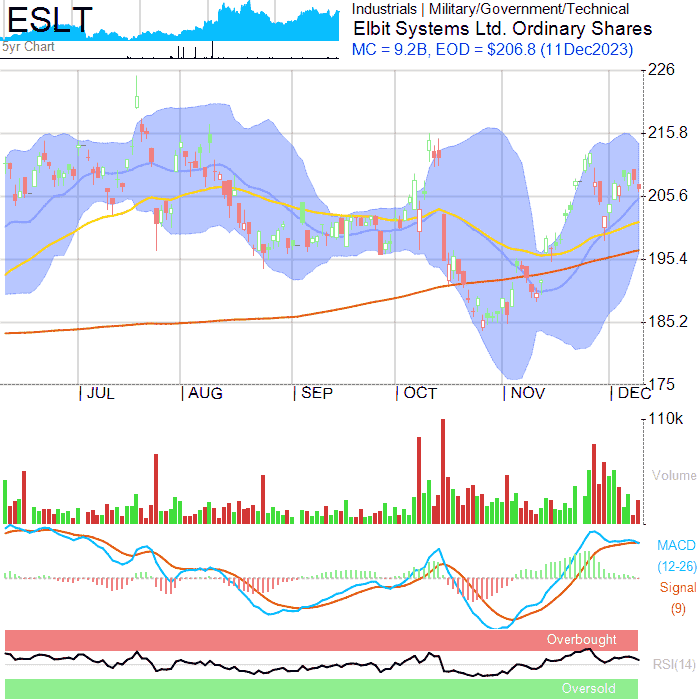 ESLT
5yr Chart
Industrials | Military/Government/Technical
Elbit Systems Ltd. Ordinary Shares
MC = 9.2B, EOD = $206.8 (11Dec2023)
226
215.8
205.6
195.4
185.2
175
JUL AUG SEP OCT NOV DEC
110k
Volume
MACD
(12-26)
Signal
(9)
Overbought
RSI(14)
Oversold